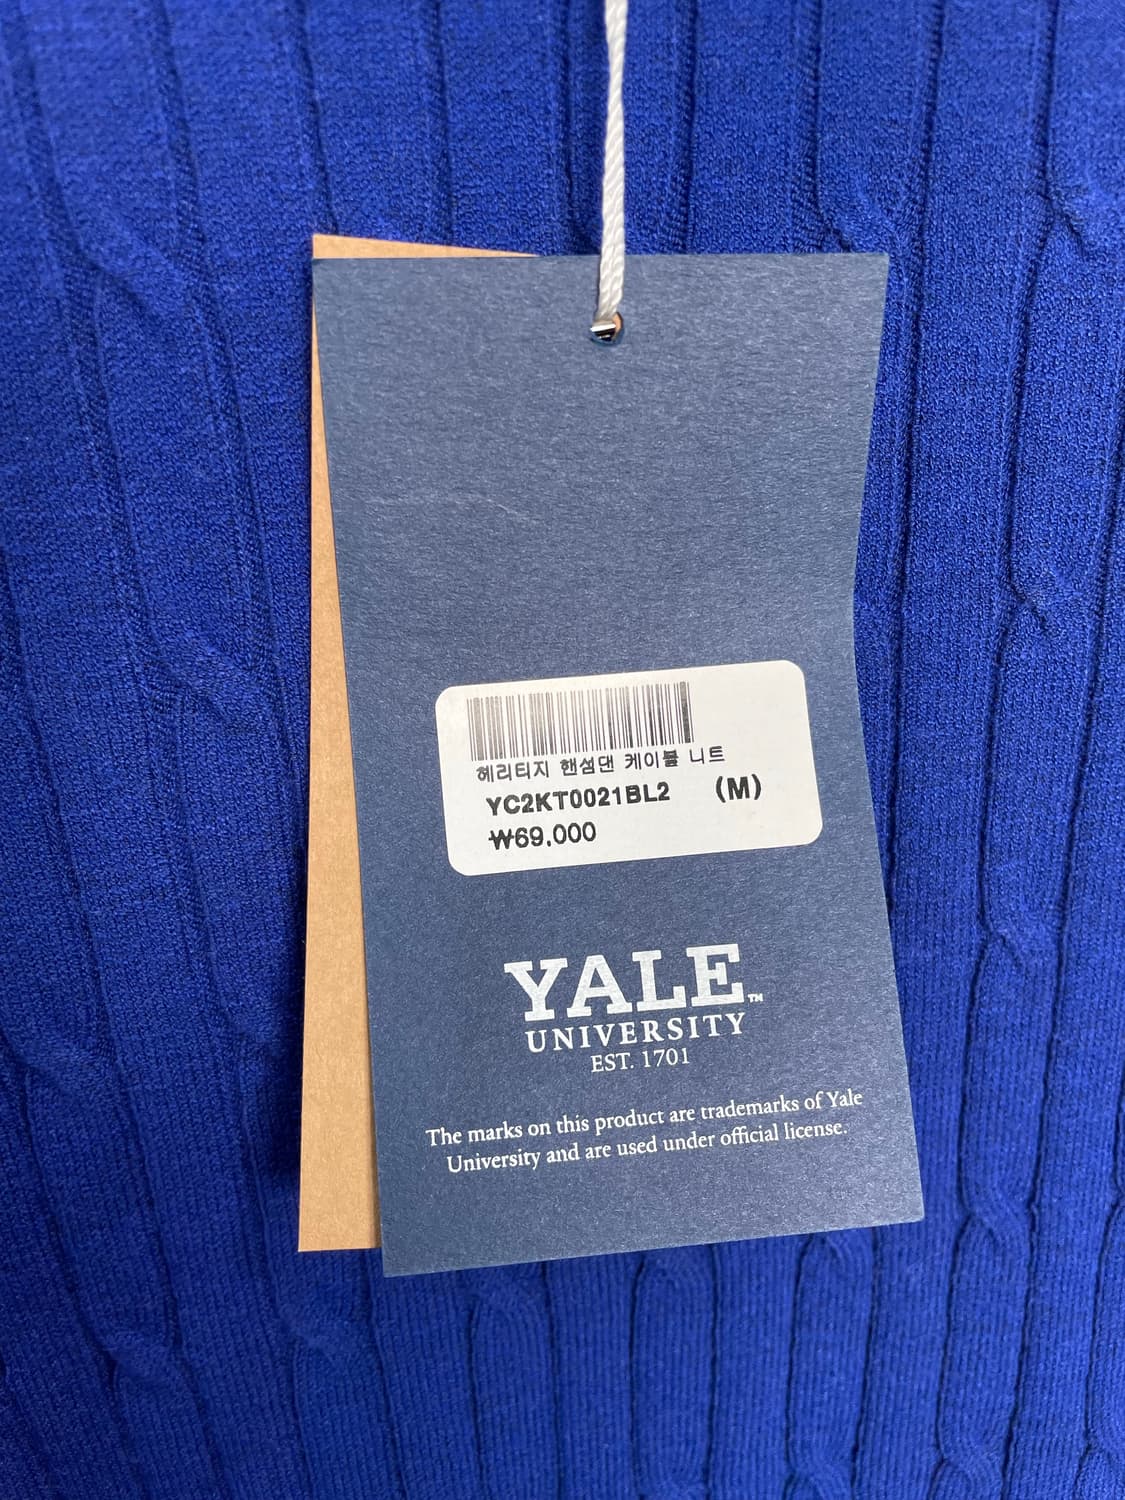 헤리티지 핸섬댄 케이블 니트
YC2KT0021BL2 (M)
₩69,000
YALE™
UNIVERSITY
EST. 1701
The marks on this product are trademarks of Yale
University and are used under official license.